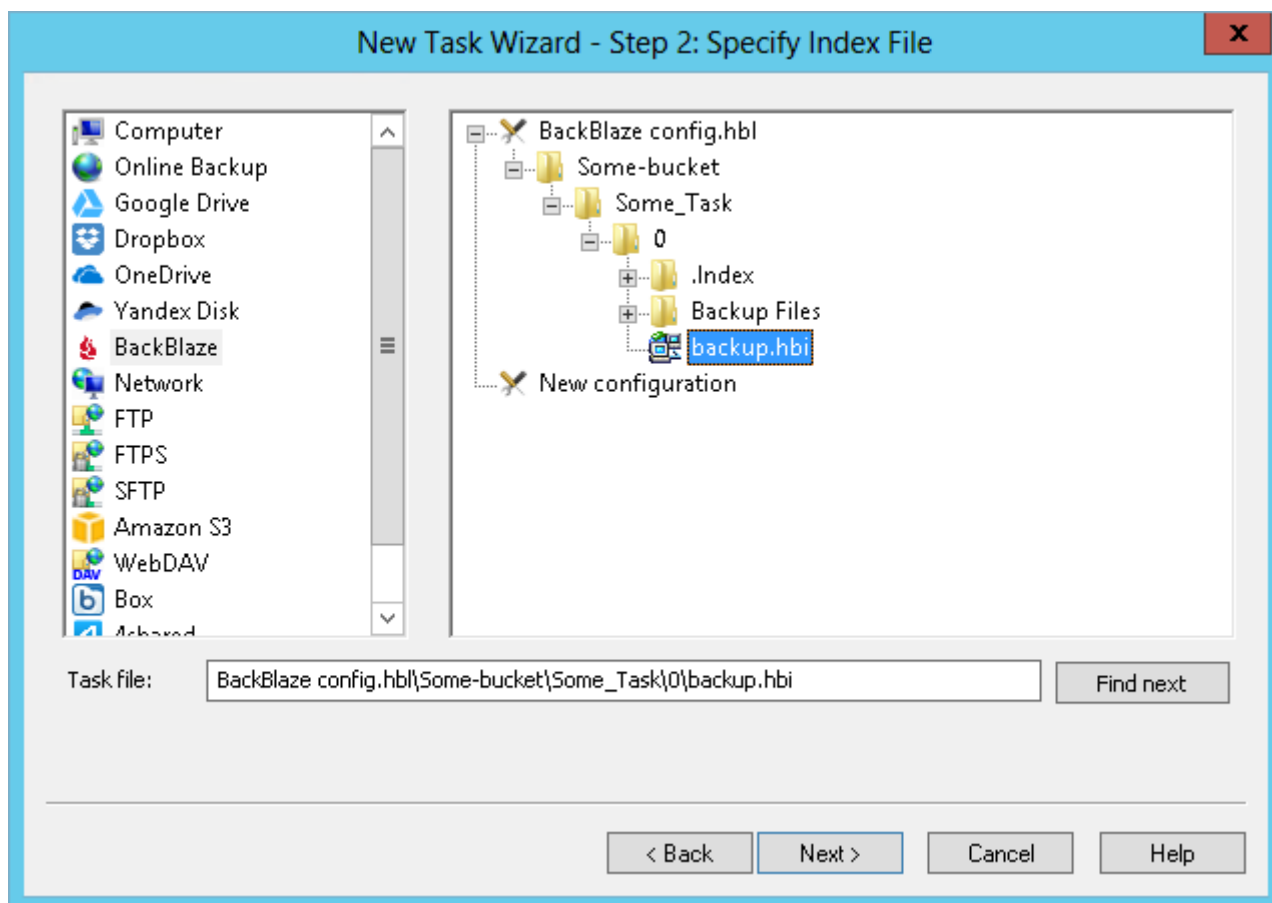 New Task Wizard - Step 2: Specify Index File
x
Computer
Online Backup
Google Drive
Dropbox
OneDrive
Yandex Disk
BackBlaze
Network
FTP
FTPS
SFTP
Amazon S3
DAV WebDAV
b Box
4shared
BackBlaze config.hbl
Some-bucket
Some_Task
0
.Index
Backup Files
backup.hbi
New configuration
Task file:
BackBlaze config.hbl\Some-bucket\Some_Task\0\backup.hbi
Find next
< Back
Next >
Cancel
Help